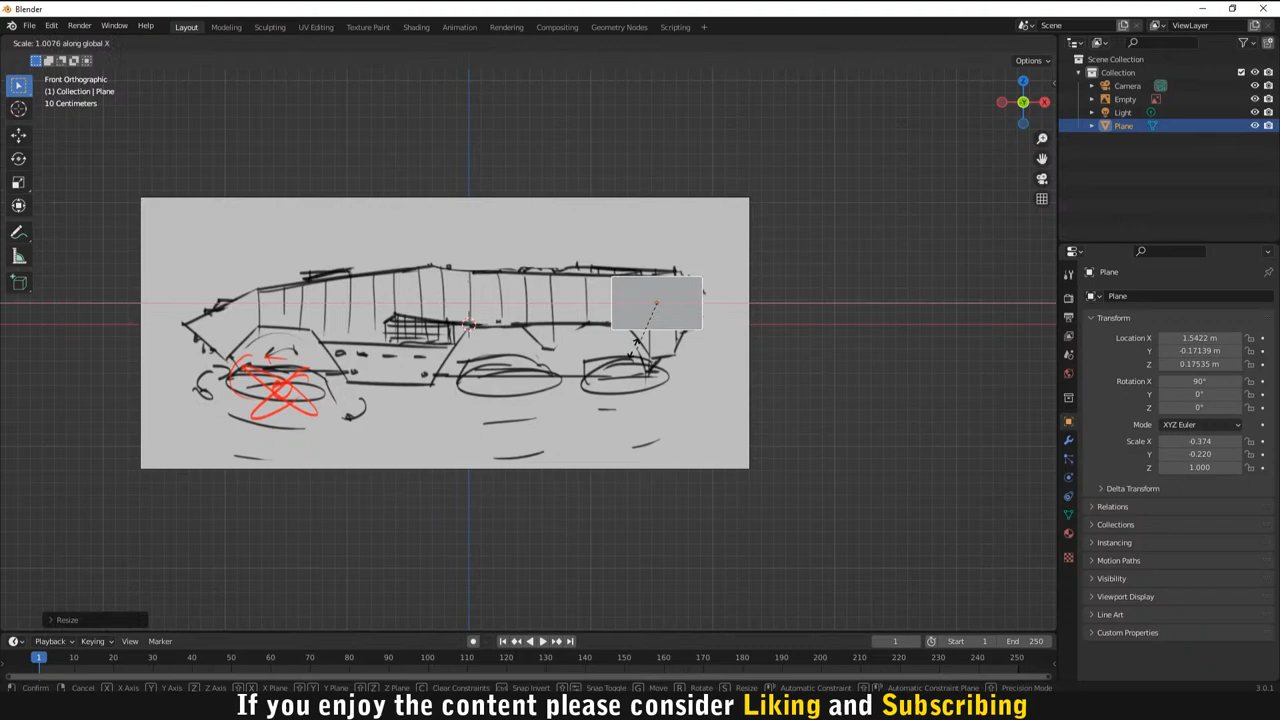 Blender
File Edit Render Window Help Layout Modeling Sculpting UV Editing Texture Paint Shading Animation Rendering Compositing Geometry Nodes Scripting Scene ViewLayer
Scale: 1.0076 along global X
Options
Front Orthographic
(1) Collection | Plane
10 Centimeters
Scene Collection
Collection
Camera
Empty
Light
Plane
Plane
Plane
Transform
Location X 1.5422 m
Y -0.17139 m
Z 0.17535 m
Rotation X 90°
Y 0°
Z 0°
Mode XYZ Euler
Scale X -0.374
Y -0.220
Z 1.000
Delta Transform
Relations
Collections
Instancing
Motion Paths
Visibility
Viewport Display
Line Art
Custom Properties
Resize
Playback Keying View Marker 1 Start 1 End 250
1 10 20 30 40 50 60 70 80 90 100 110 120 130 140 150 160 170 180 190 200 210 220 230 240 250
Confirm Cancel X X Axis Y Y Axis Z Z Axis X X Plane Y Y Plane Z Z Plane C Clear Constraints Snap Invert Snap Toggle G Move R Rotate S Resize Automatic Constraint Automatic Constraint Plane Precision Mode 3.0.1
If you enjoy the content please consider Liking and Subscribing